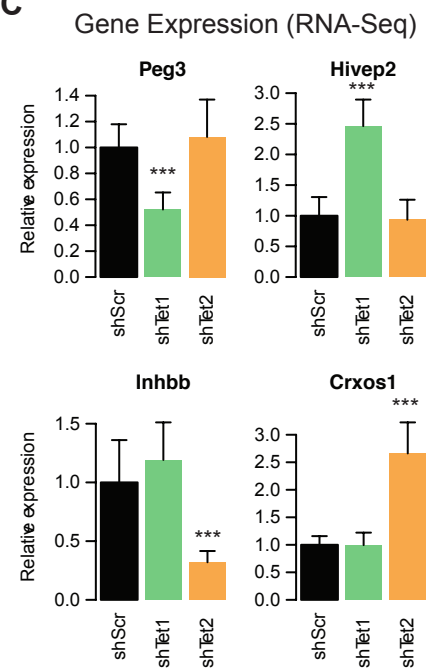 C
Gene Expression (RNA-Seq)
Peg3
Relative expression
1.4
1.2
1.0
0.8
0.6
0.4
0.2
0.0
***
shScr
shTet1
shTet2
Hivep2
3.0
2.5
2.0
1.5
1.0
0.5
0.0
***
shScr
shTet1
shTet2
Inhbb
Relative expression
1.5
1.0
0.5
0.0
***
shScr
shTet1
shTet2
Crxos1
3.0
2.5
2.0
1.5
1.0
0.5
0.0
***
shScr
shTet1
shTet2